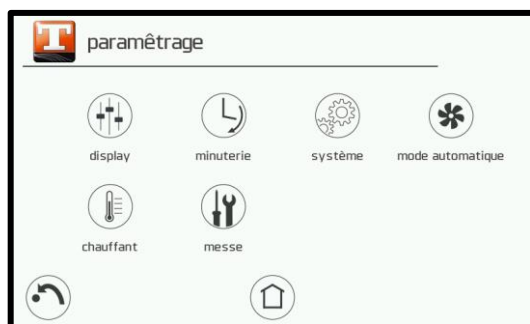 T
paramêtrage
display minuterie système mode automatique
chauffant messe